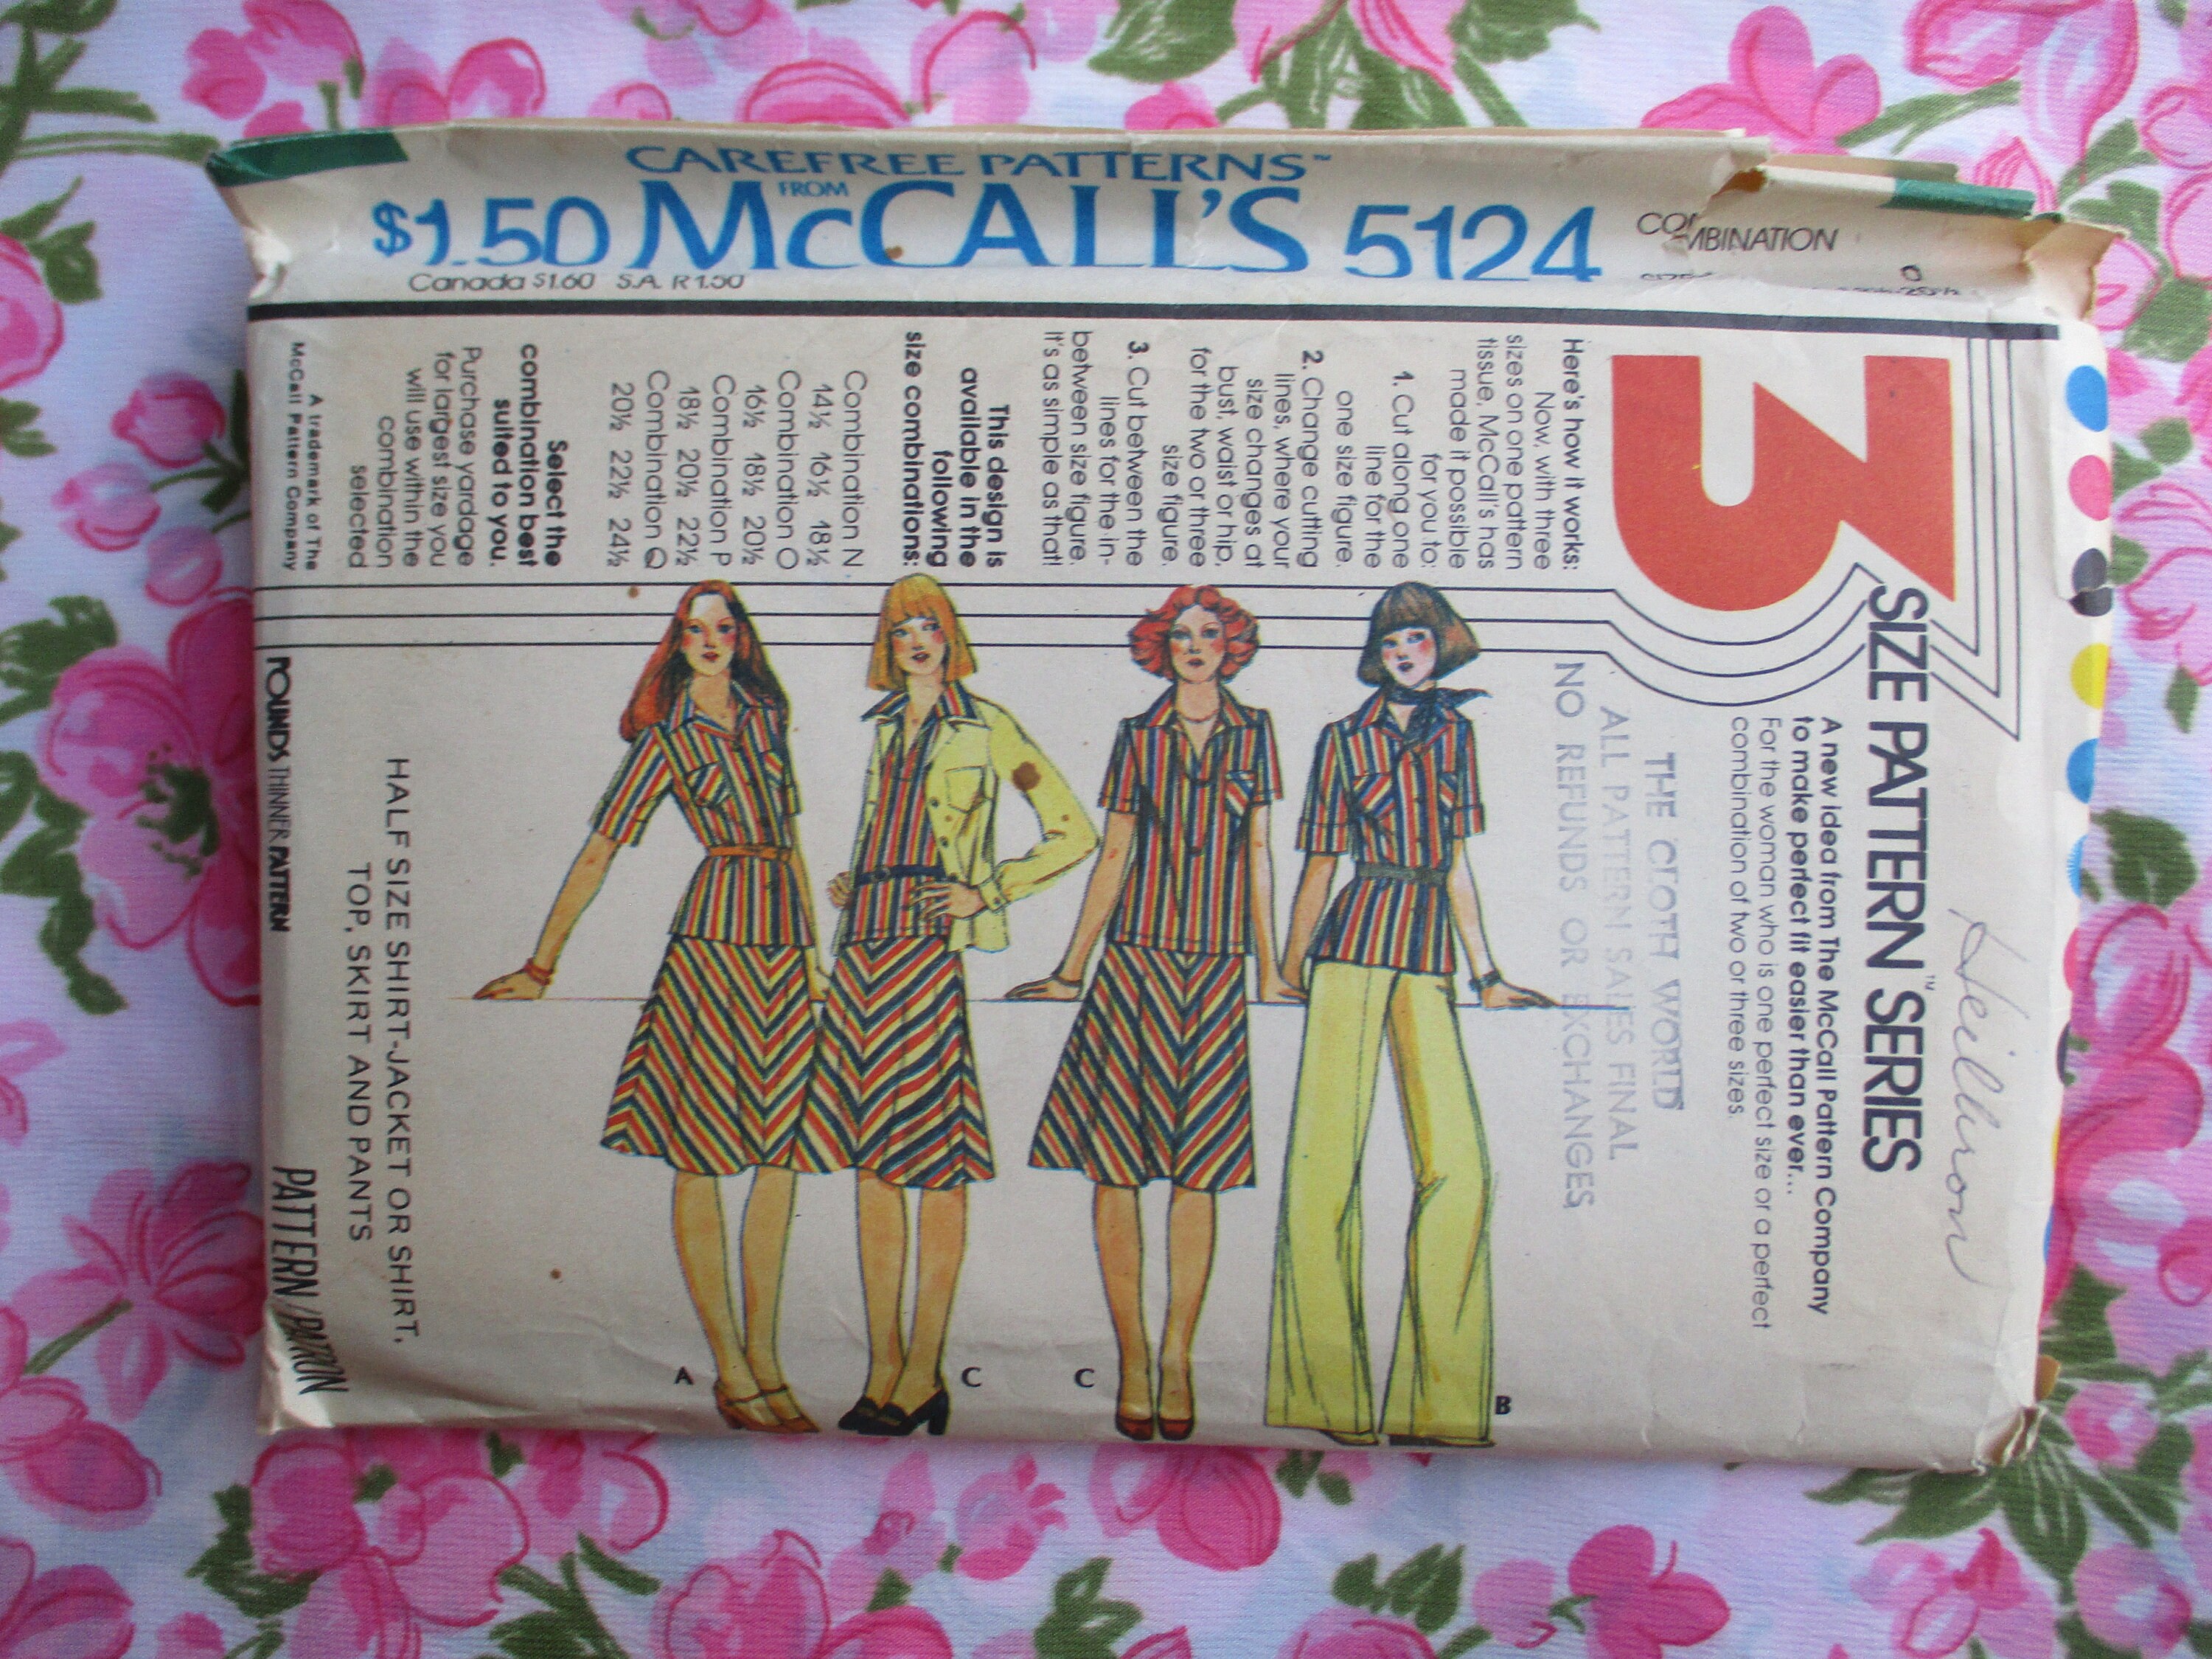 CAREFREE PATTERNS™
FROM
$1.50 McCALL'S 5124
Canada $1.60 S.A. R1.50
COMBINATION
O
3
SIZE PATTERN™ SERIES
A new idea from The McCall Pattern Company
to make perfect fit easier than ever...
For the woman who is one perfect size or a perfect
combination of two or three sizes.
THE CLOTH WORLD
ALL PATTERN SALES FINAL
NO REFUNDS OR EXCHANGES
Here's how it works:
Now, with three
sizes on one pattern
tissue, McCall's has
made it possible
for you to:
1. Cut along one
line for the
one size figure.
2. Change cutting
lines, where your
size changes at
bust, waist or hip,
for the two or three
size figure.
3. Cut between the
lines for the in-
between size figure.
It's as simple as that!
This design is
available in the
following
size combinations:
Combination N
14½ 16½ 18½
Combination O
16½ 18½ 20½
Combination P
18½ 20½ 22½
Combination Q
20½ 22½ 24½
Select the
combination best
suited to you.
Purchase yardage
for largest size you
will use within the
combination
selected
A trademark of The
McCall Pattern Company
A
C
C
B
HALF SIZE SHIRT-JACKET OR SHIRT,
TOP, SKIRT AND PANTS
POUNDS THINNER PATTERN
PATTERN/PATRON